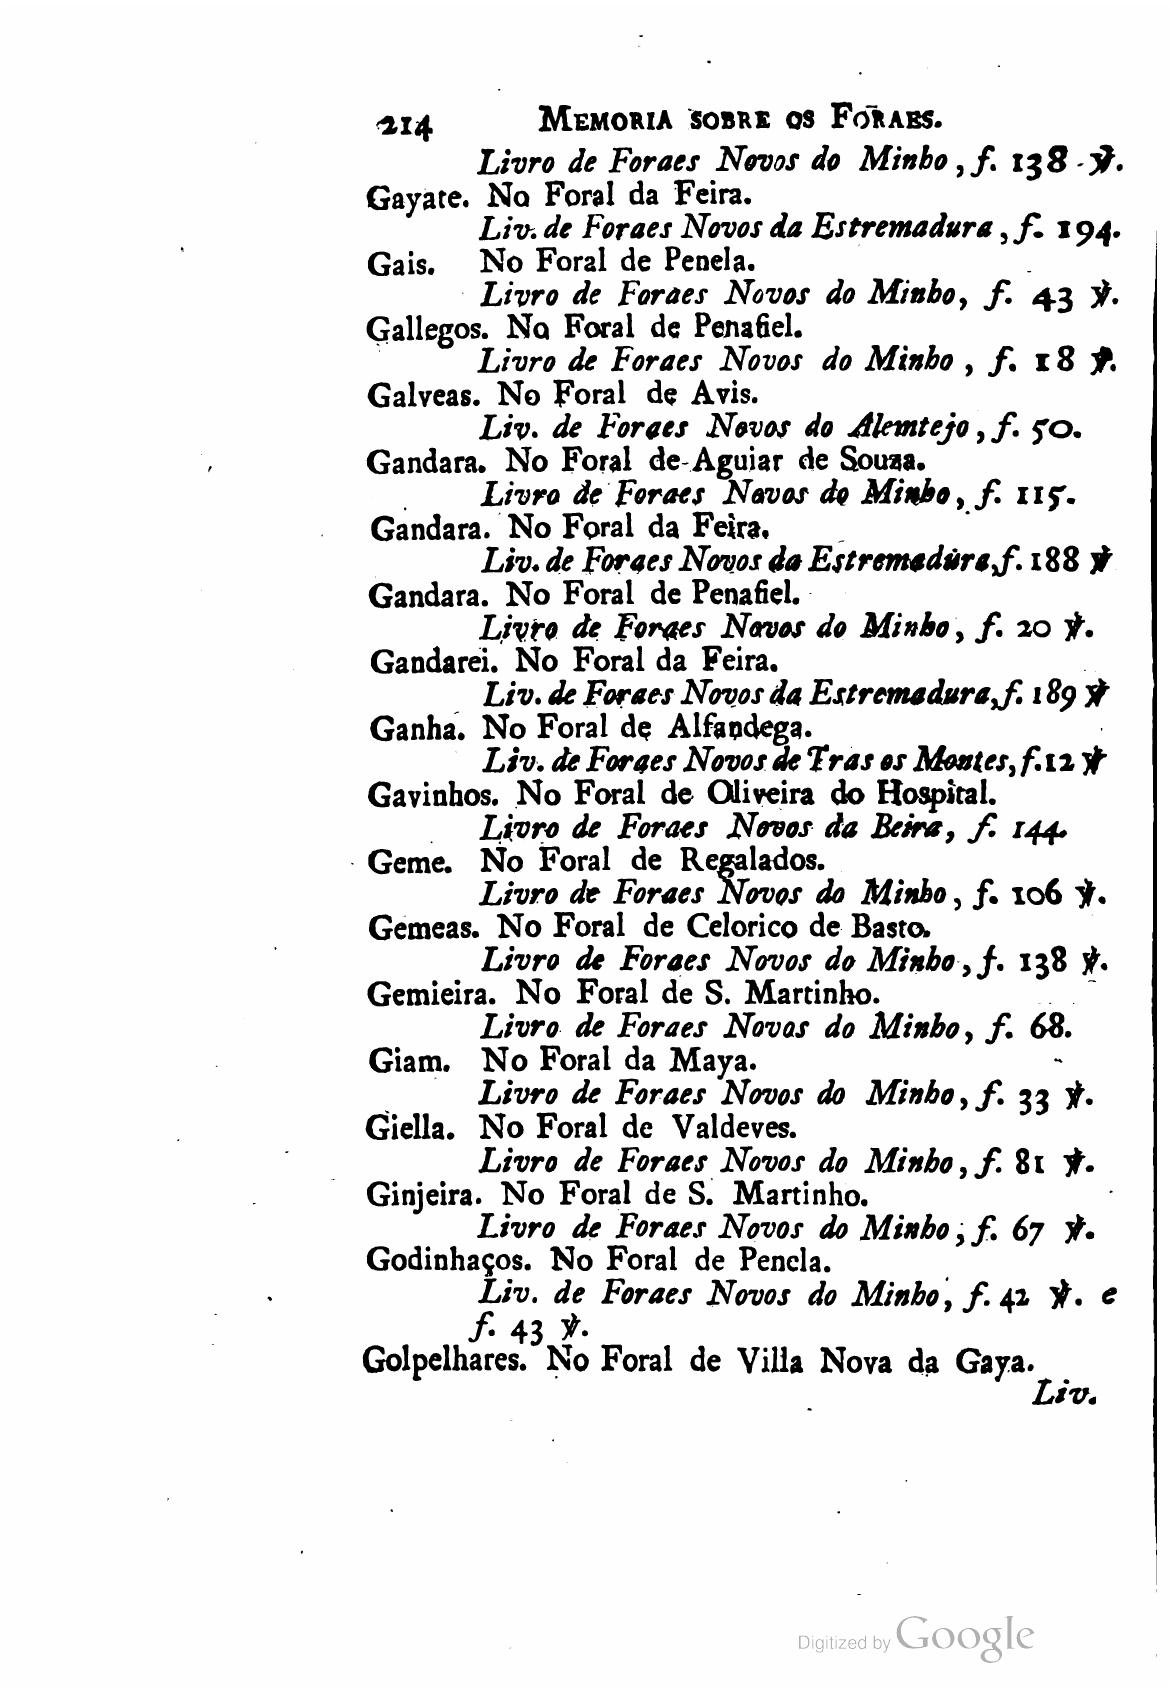 214 MEMORIA SOBRE OS FORAES.
Livro de Foraes Novos do Minho, f. 138 ℣.
Gayate. No Foral da Feira.
Liv. de Foraes Novos da Estremadura, f. 194.
Gais. No Foral de Penela.
Livro de Foraes Novos do Minho, f. 43 ℣.
Gallegos. No Foral de Penafiel.
Livro de Foraes Novos do Minho, f. 18 ℣.
Galveas. No Foral de Avis.
Liv. de Foraes Novos do Alemtejo, f. 50.
Gandara. No Foral de Aguiar de Souza.
Livro de Foraes Novos do Minho, f. 115.
Gandara. No Foral da Feira.
Liv. de Foraes Novos da Estremadura, f. 188 ℣
Gandara. No Foral de Penafiel.
Livro de Foraes Novos do Minho, f. 20 ℣.
Gandarei. No Foral da Feira.
Liv. de Foraes Novos da Estremadura, f. 189 ℣
Ganha. No Foral de Alfandega.
Liv. de Foraes Novos de Tras os Montes, f. 12 ℣
Gavinhos. No Foral de Oliveira do Hospital.
Livro de Foraes Novos da Beira, f. 144.
Geme. No Foral de Regalados.
Livro de Foraes Novos do Minho, f. 106 ℣.
Gemeas. No Foral de Celorico de Basto.
Livro de Foraes Novos do Minho, f. 138 ℣.
Gemieira. No Foral de S. Martinho.
Livro de Foraes Novos do Minho, f. 68.
Giam. No Foral da Maya.
Livro de Foraes Novos do Minho, f. 33 ℣.
Giella. No Foral de Valdeves.
Livro de Foraes Novos do Minho, f. 81 ℣.
Ginjeira. No Foral de S. Martinho.
Livro de Foraes Novos do Minho, f. 67 ℣.
Godinhaços. No Foral de Penela.
Liv. de Foraes Novos do Minho, f. 42 ℣. e
f. 43 ℣.
Golpelhares. No Foral de Villa Nova da Gaya.
Liv.
Digitized by Google